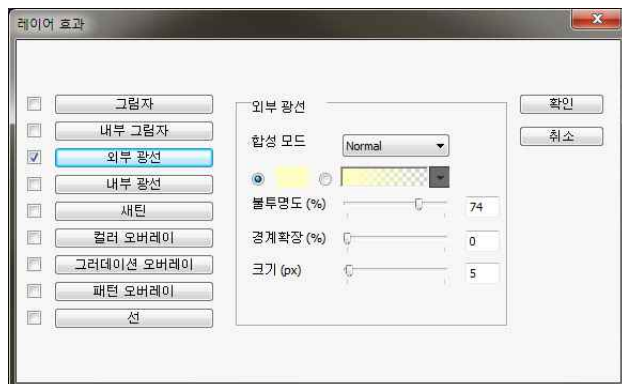 레이어 효과
그림자
내부 그림자
외부 광선
내부 광선
새틴
컬러 오버레이
그러데이션 오버레이
패턴 오버레이
선
외부 광선
합성 모드
Normal
불투명도 (%)
74
경계확장 (%)
0
크기 (px)
5
확인
취소